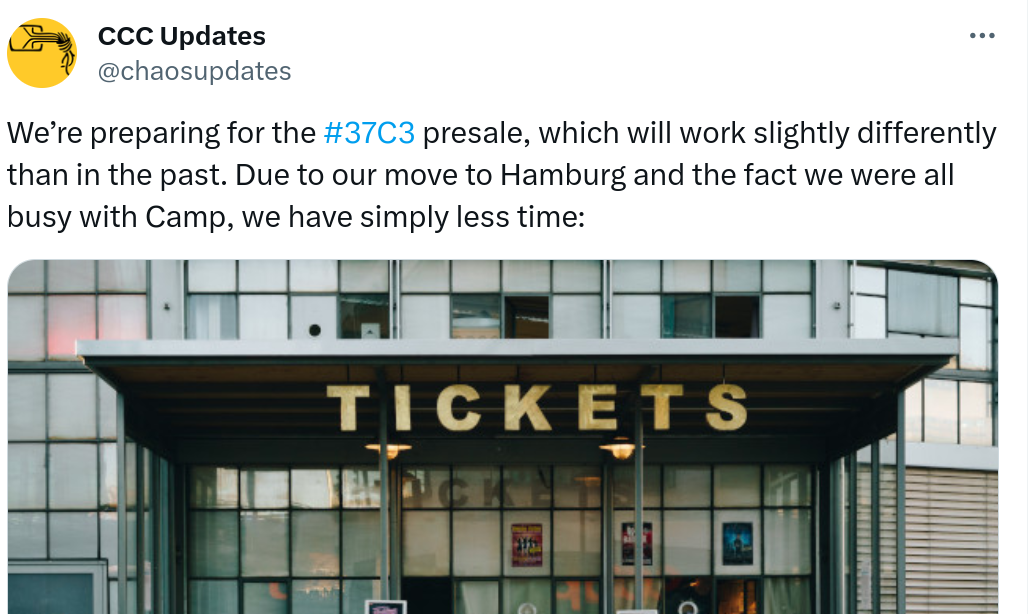 CCC Updates
@chaosupdates
We’re preparing for the #37C3 presale, which will work slightly differently
than in the past. Due to our move to Hamburg and the fact we were all
busy with Camp, we have simply less time:
TICKETS